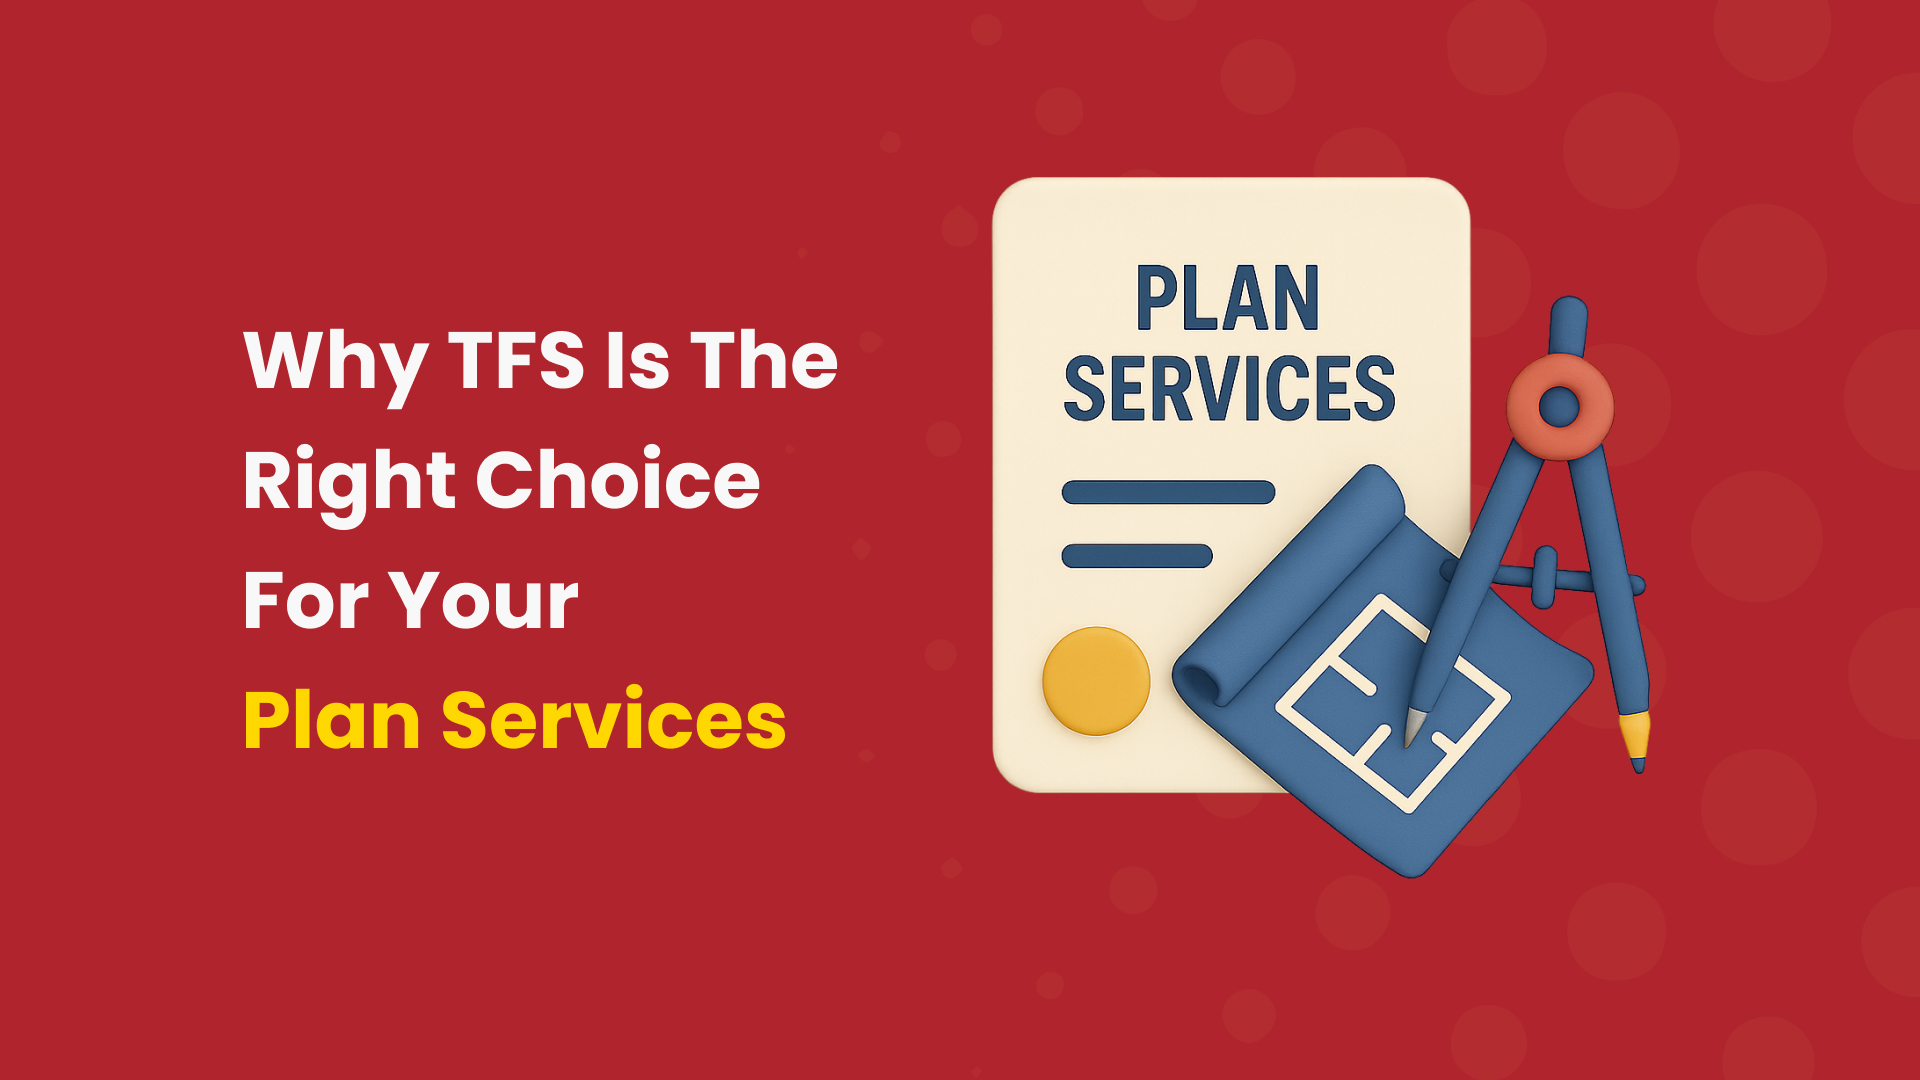 Why TFS Is The
Right Choice
For Your
Plan Services
PLAN
SERVICES